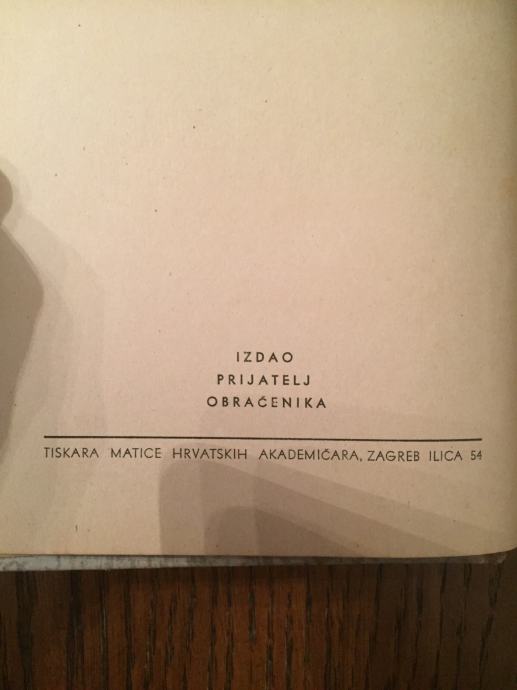 IZDAO
PRIJATELJ
OBRAĆENIKA
TISKARA MATICE HRVATSKIH AKADEMIČARA, ZAGREB ILICA 54